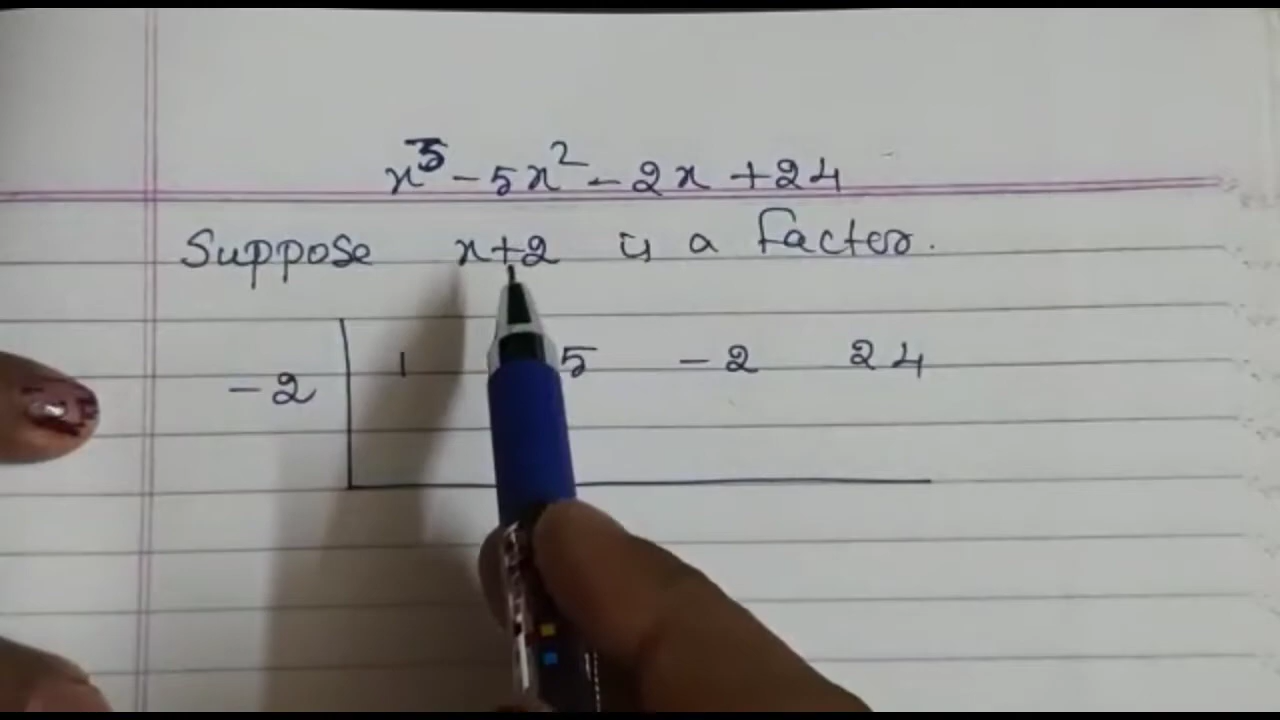 x³ - 5x² - 2x + 24
Suppose x+2 is a factor.
1 5 -2 24
-2